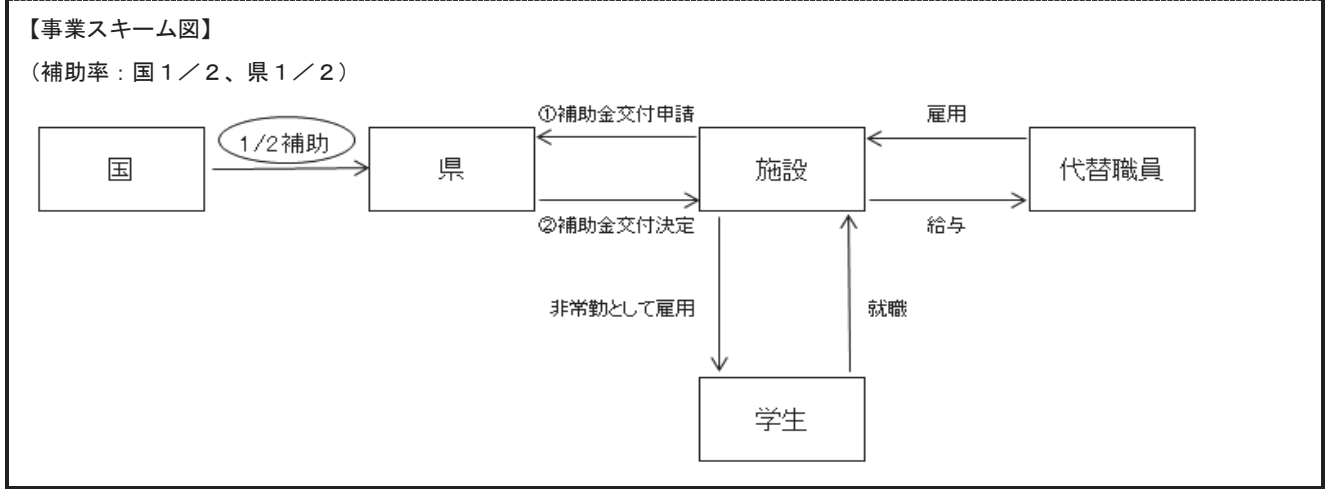 【事業スキーム図】
（補助率：国１／２、県１／２）
①補助金交付申請
雇用
1/2補助
国
県
施設
代替職員
②補助金交付決定
給与
非常勤として雇用
就職
学生